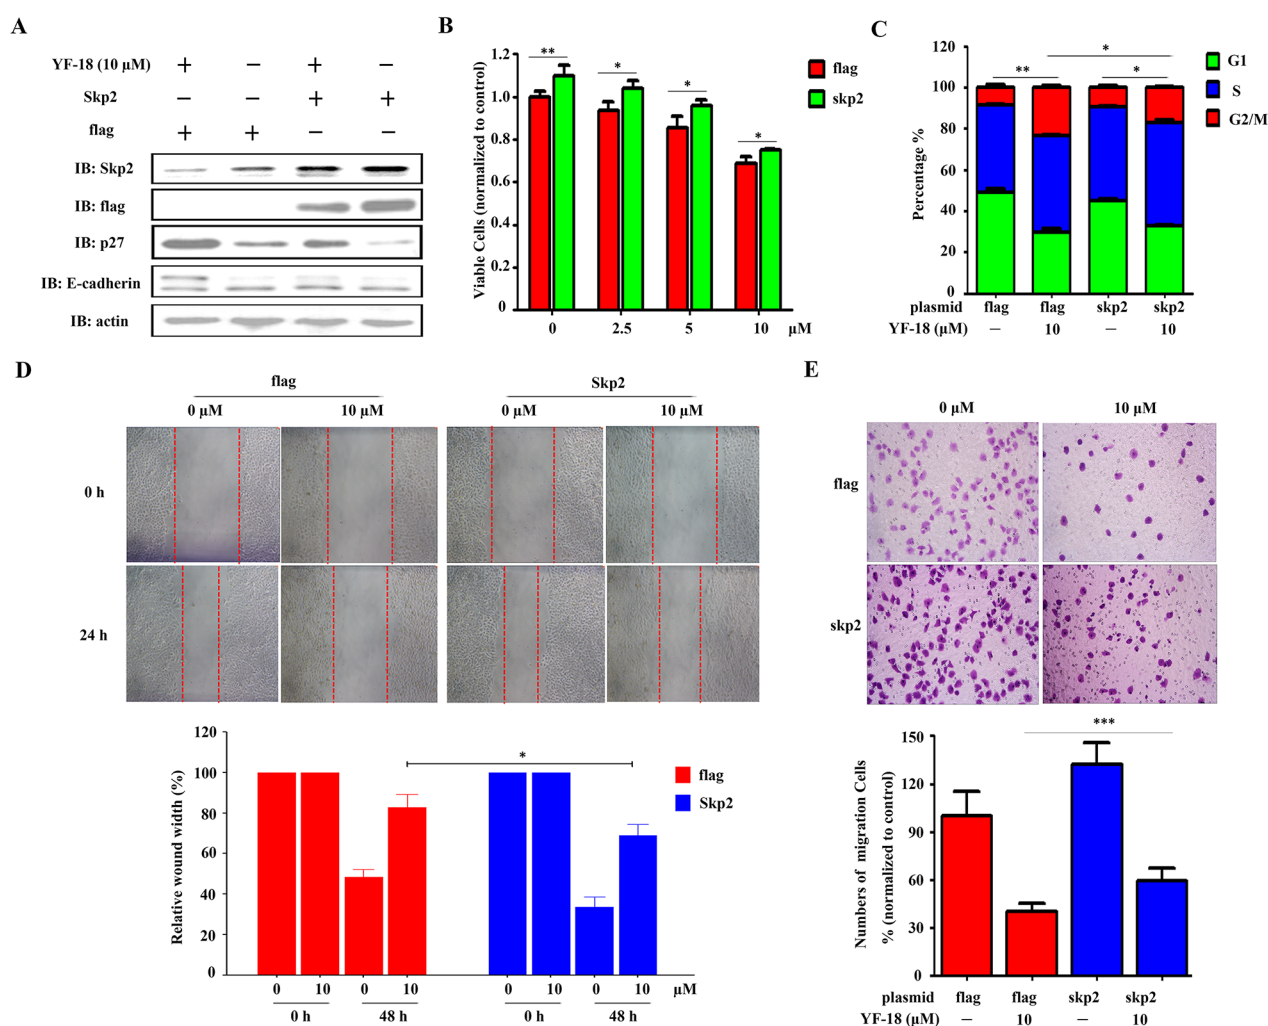 A
YF-18 (10 μM) + − + −
Skp2 − − + +
flag + + − −
IB: Skp2
IB: flag
IB: p27
IB: E-cadherin
IB: actin
B
Viable Cells (normalized to control)
1.2
1.0
0.8
0.6
0.4
0.2
0
** * * *
0 2.5 5 10 μM
flag
skp2
C
Percentage %
120
100
80
60
40
20
0
*
** *
G1
S
G2/M
plasmid flag flag skp2 skp2
YF-18 (μM) − 10 − 10
D
flag Skp2
0 μM 10 μM 0 μM 10 μM
0 h
24 h
Relative wound width (%)
120
100
80
60
40
20
0
*
flag
Skp2
0 10 0 10 0 10 0 10 μM
0 h 48 h 0 h 48 h
E
0 μM 10 μM
flag
skp2
Numbers of migration Cells
% (normalized to control)
150
120
90
60
30
0
***
plasmid flag flag skp2 skp2
YF-18 (μM) − 10 − 10